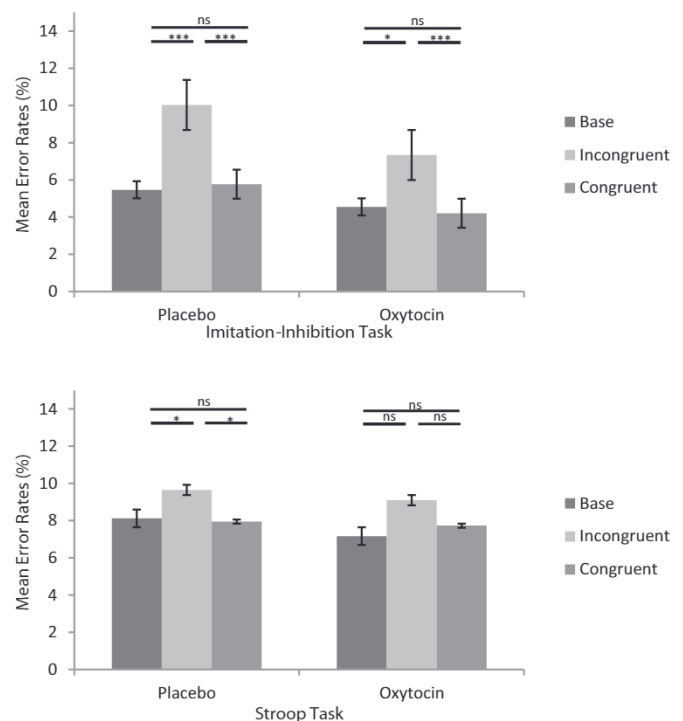 ns
ns
14
*** ***
* ***
12
10
Base
8
Incongruent
6
Congruent
4
2
0
Mean Error Rates (%)
Placebo
Oxytocin
Imitation-Inhibition Task
14
ns
ns
* *
ns ns
12
10
Base
8
Incongruent
6
Congruent
4
2
0
Mean Error Rates (%)
Placebo
Oxytocin
Stroop Task